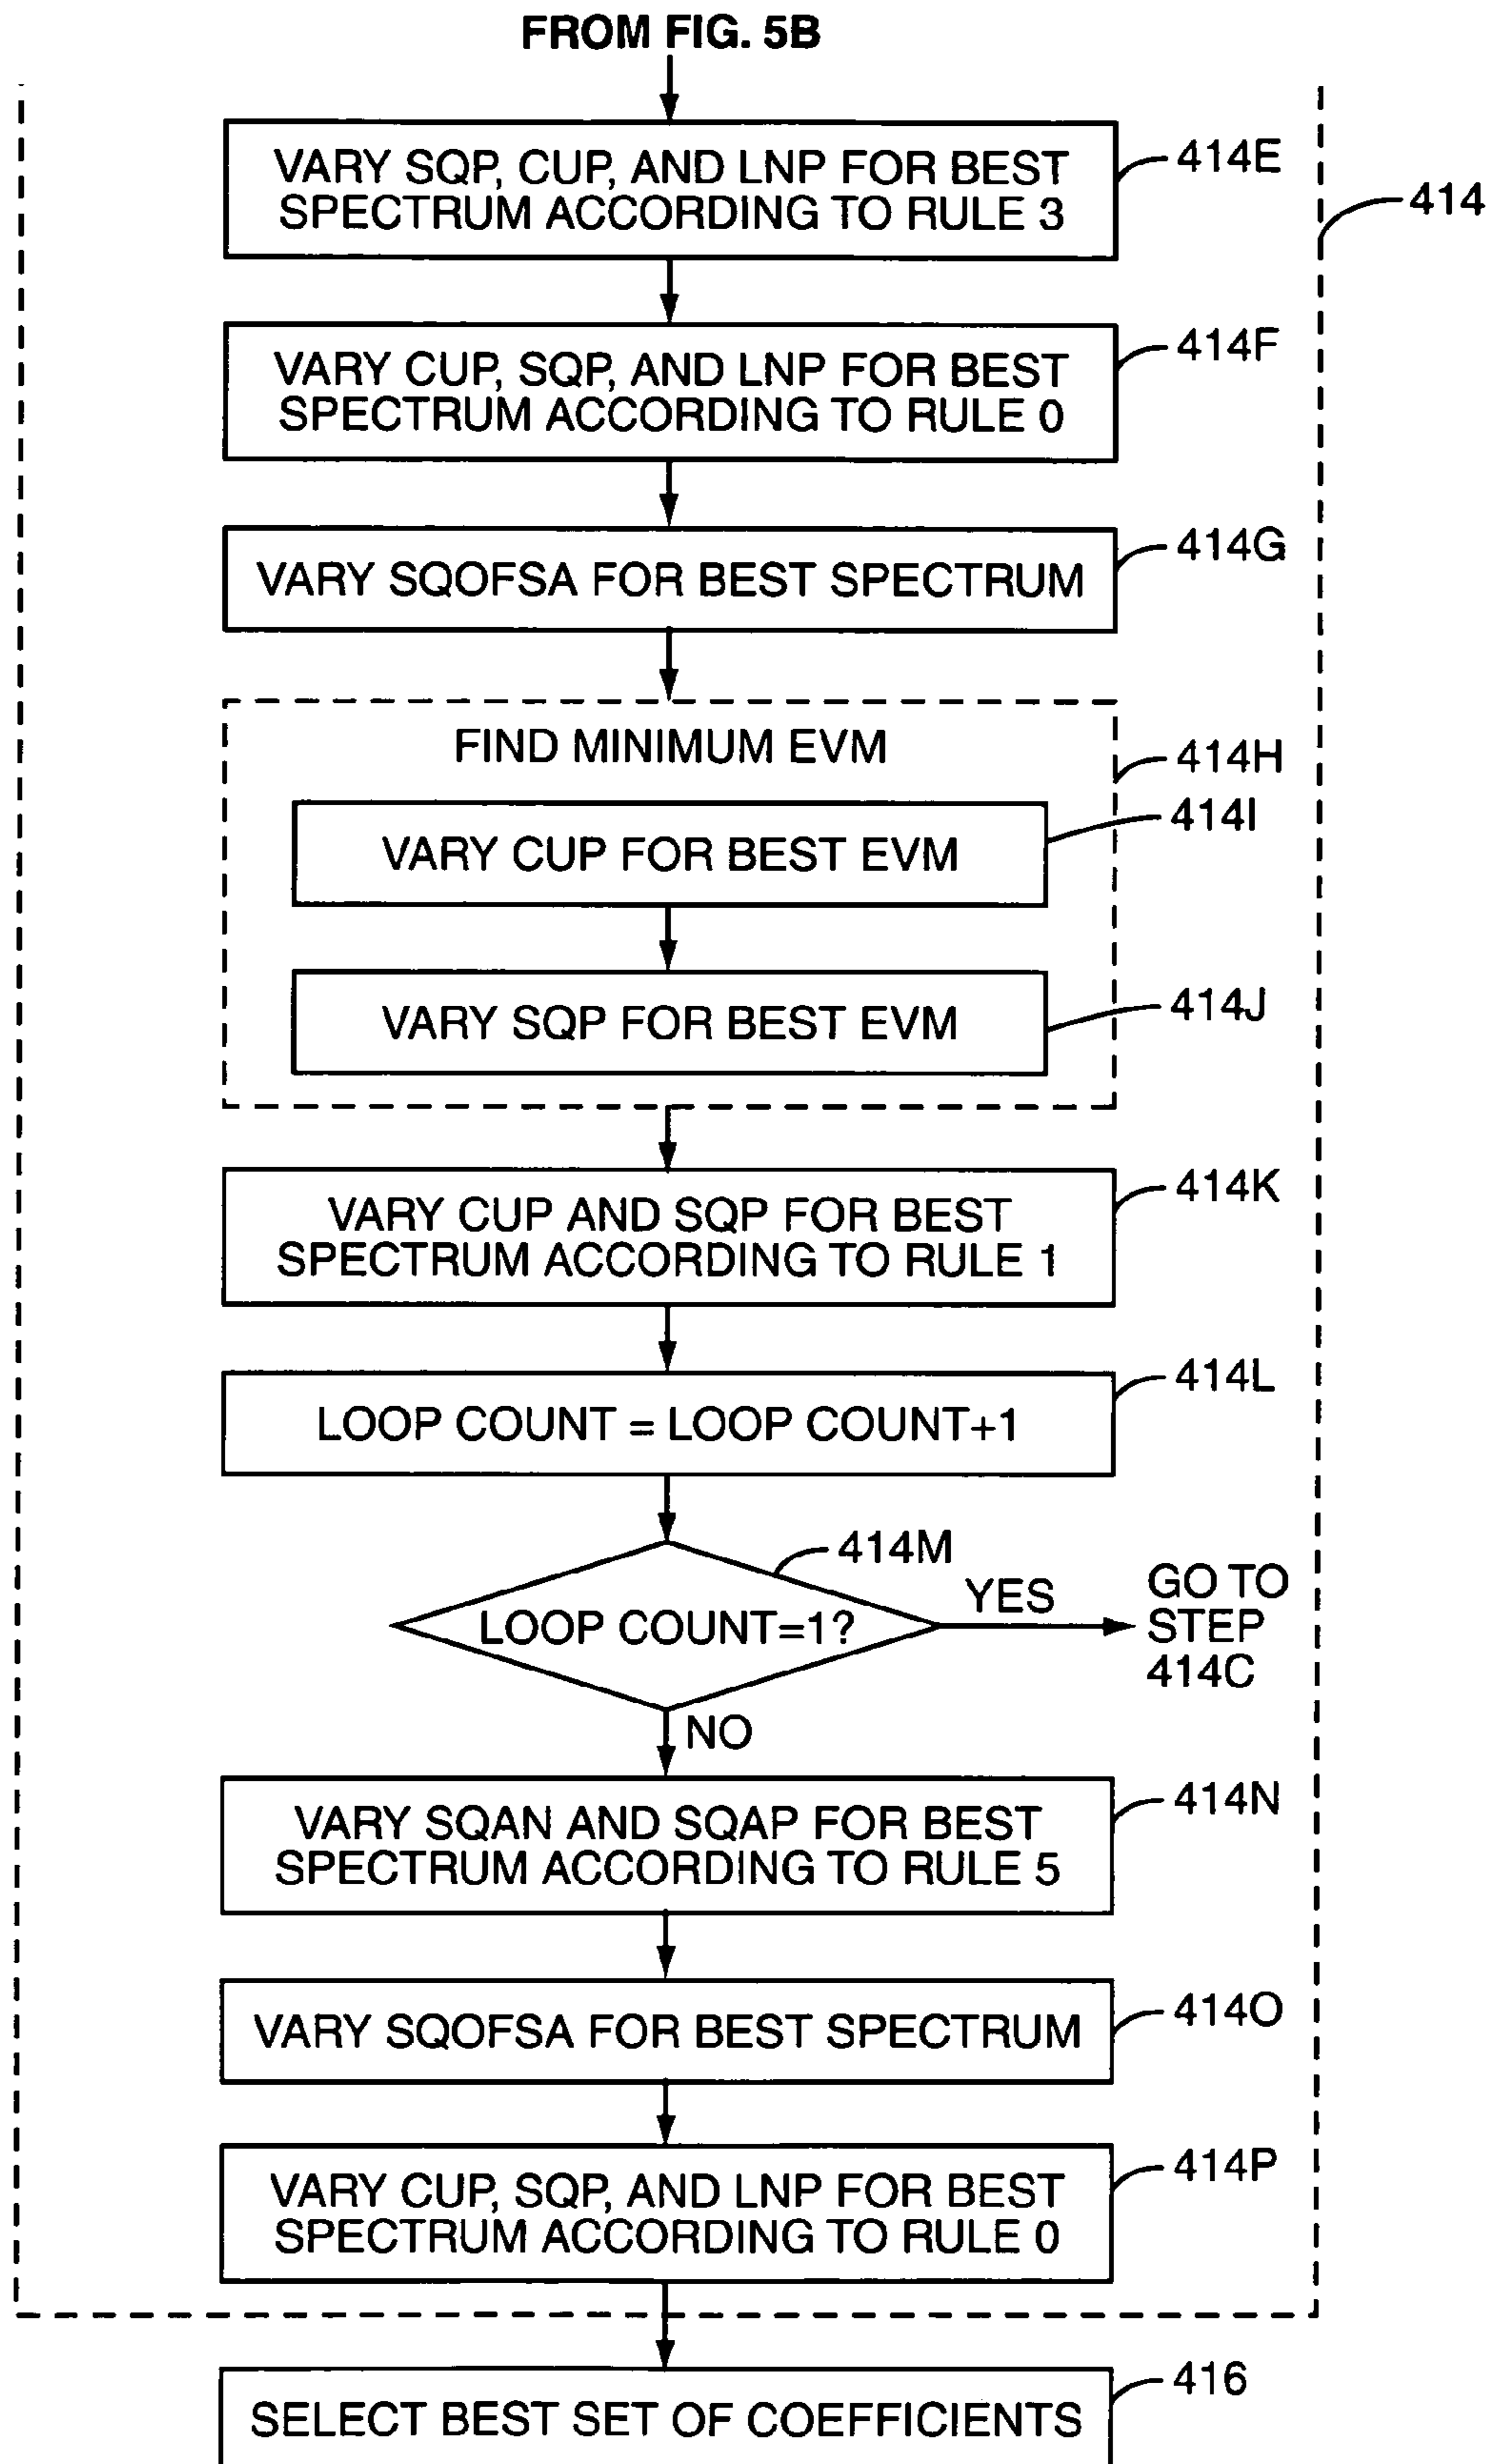 FROM FIG. 5B
VARY SQP, CUP, AND LNP FOR BEST
SPECTRUM ACCORDING TO RULE 3
414E
414
VARY CUP, SQP, AND LNP FOR BEST
SPECTRUM ACCORDING TO RULE 0
414F
VARY SQOFSA FOR BEST SPECTRUM
414G
FIND MINIMUM EVM
414H
VARY CUP FOR BEST EVM
414I
VARY SQP FOR BEST EVM
414J
VARY CUP AND SQP FOR BEST
SPECTRUM ACCORDING TO RULE 1
414K
LOOP COUNT = LOOP COUNT+1
414L
414M
LOOP COUNT=1?
YES
GO TO
STEP
414C
NO
VARY SQAN AND SQAP FOR BEST
SPECTRUM ACCORDING TO RULE 5
414N
VARY SQOFSA FOR BEST SPECTRUM
414O
VARY CUP, SQP, AND LNP FOR BEST
SPECTRUM ACCORDING TO RULE 0
414P
SELECT BEST SET OF COEFFICIENTS
416